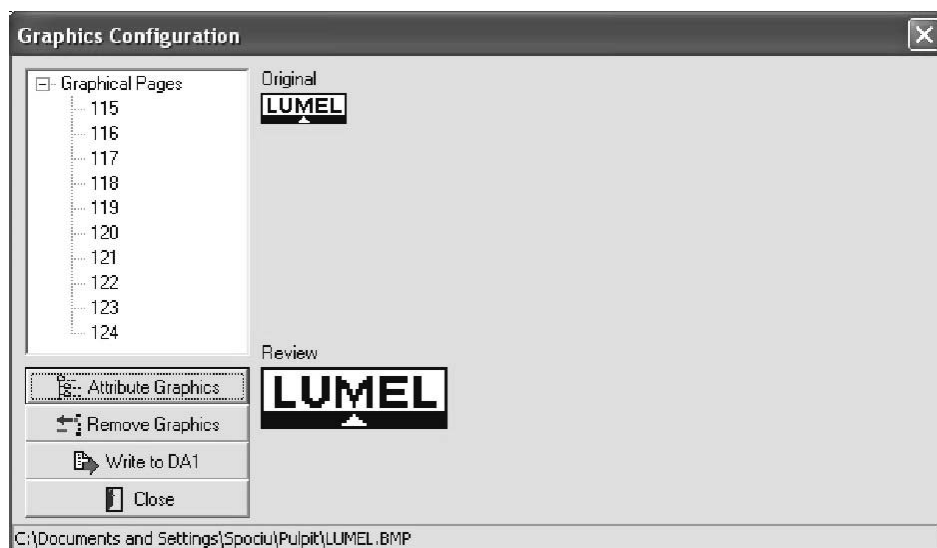 Graphics Configuration
Graphical Pages
115
116
117
118
119
120
121
122
123
124
Original
LUMEL
Review
LUMEL
Attribute Graphics
Remove Graphics
Write to DA1
Close
C:\Documents and Settings\Spociu\Pulpit\LUMEL.BMP